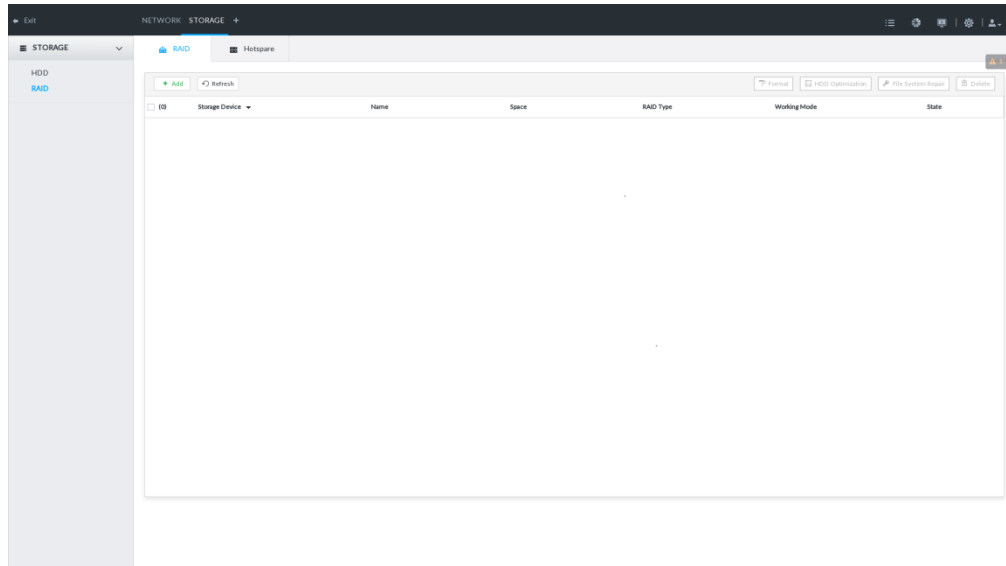 Exit
NETWORK STORAGE +
STORAGE
HDD
RAID
RAID Hotspare
1
+ Add Refresh Format HDD Optimization File System Repair Delete
(0) Storage Device Name Space RAID Type Working Mode State